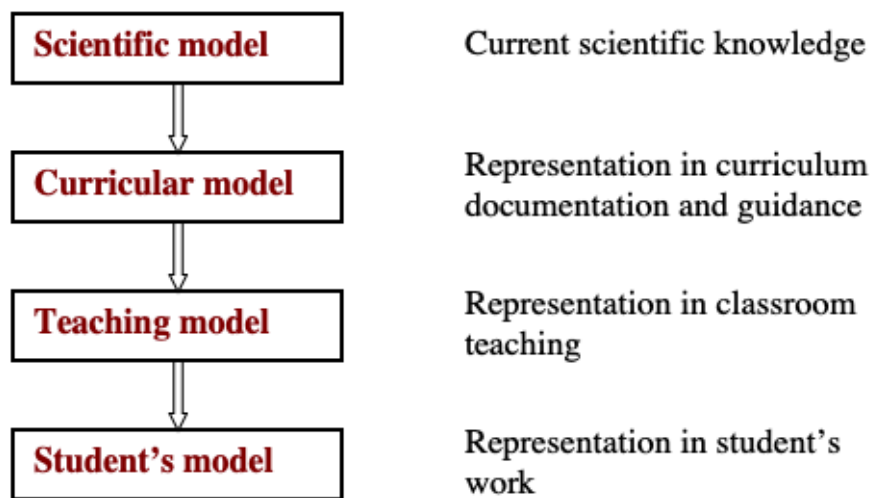 Scientific model
Current scientific knowledge
Curricular model
Representation in curriculum
documentation and guidance
Teaching model
Representation in classroom
teaching
Student’s model
Representation in student’s
work